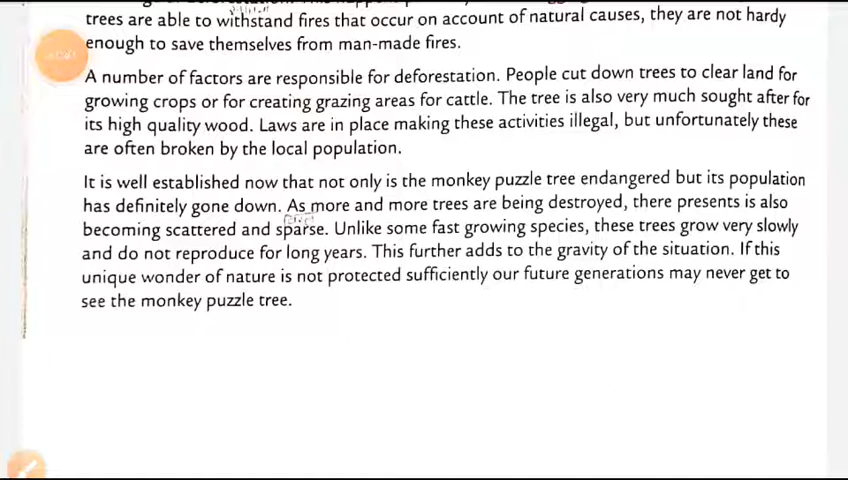 trees are able to withstand fires that occur on account of natural causes, they are not hardy
enough to save themselves from man-made fires.
A number of factors are responsible for deforestation. People cut down trees to clear land for
growing crops or for creating grazing areas for cattle. The tree is also very much sought after for
its high quality wood. Laws are in place making these activities illegal, but unfortunately these
are often broken by the local population.
It is well established now that not only is the monkey puzzle tree endangered but its population
has definitely gone down. As more and more trees are being destroyed, there presents is also
becoming scattered and sparse. Unlike some fast growing species, these trees grow very slowly
and do not reproduce for long years. This further adds to the gravity of the situation. If this
unique wonder of nature is not protected sufficiently our future generations may never get to
see the monkey puzzle tree.